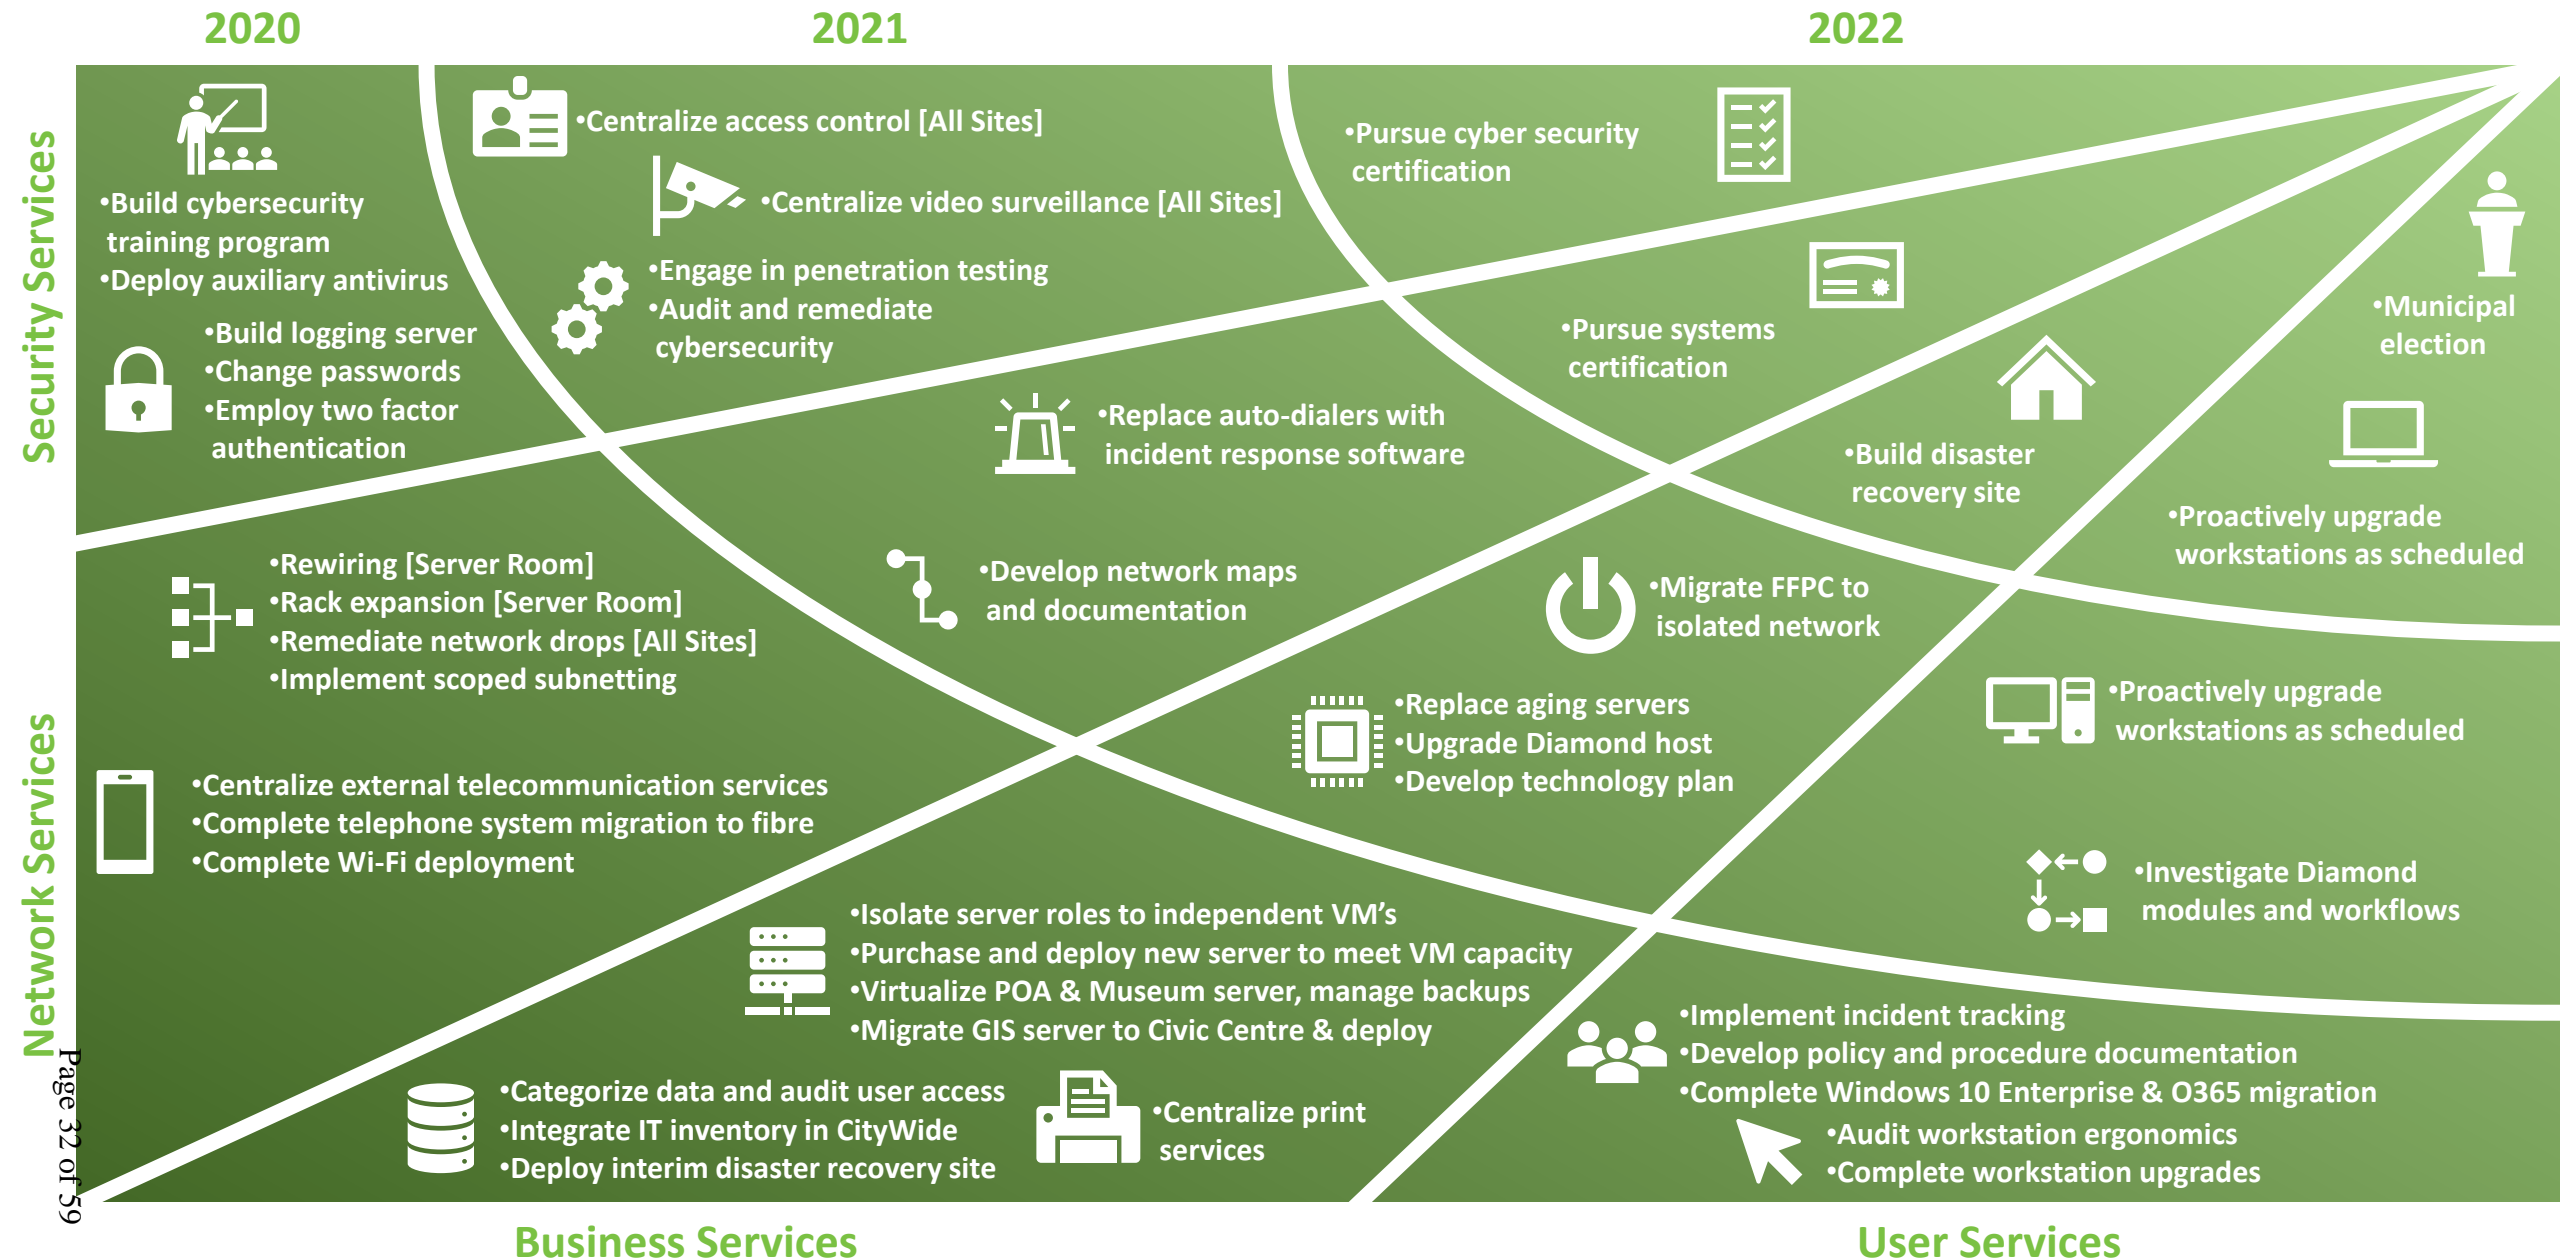 2020
2021
2022
Security Services
•Build cybersecurity
training program
•Deploy auxiliary antivirus
•Build logging server
•Change passwords
•Employ two factor
authentication
•Centralize access control [All Sites]
•Centralize video surveillance [All Sites]
•Engage in penetration testing
•Audit and remediate
cybersecurity
•Pursue cyber security
certification
Network Services
•Rewiring [Server Room]
•Rack expansion [Server Room]
•Remediate network drops [All Sites]
•Implement scoped subnetting
•Centralize external telecommunication services
•Complete telephone system migration to fibre
•Complete Wi-Fi deployment
•Replace auto-dialers with
incident response software
•Develop network maps
and documentation
•Pursue systems
certification
•Categorize data and audit user access
•Integrate IT inventory in CityWide
•Deploy interim disaster recovery site
•Centralize print
services
•Isolate server roles to independent VM's
•Purchase and deploy new server to meet VM capacity
•Virtualize POA & Museum server, manage backups
•Migrate GIS server to Civic Centre & deploy
•Replace aging servers
•Upgrade Diamond host
•Develop technology plan
•Migrate FFPC to
isolated network
•Build disaster
recovery site
Business Services
•Implement incident tracking
•Develop policy and procedure documentation
•Complete Windows 10 Enterprise & O365 migration
•Audit workstation ergonomics
•Complete workstation upgrades
•Investigate Diamond
modules and workflows
•Proactively upgrade
workstations as scheduled
•Proactively upgrade
workstations as scheduled
•Municipal
election
User Services
Page 32 of 59